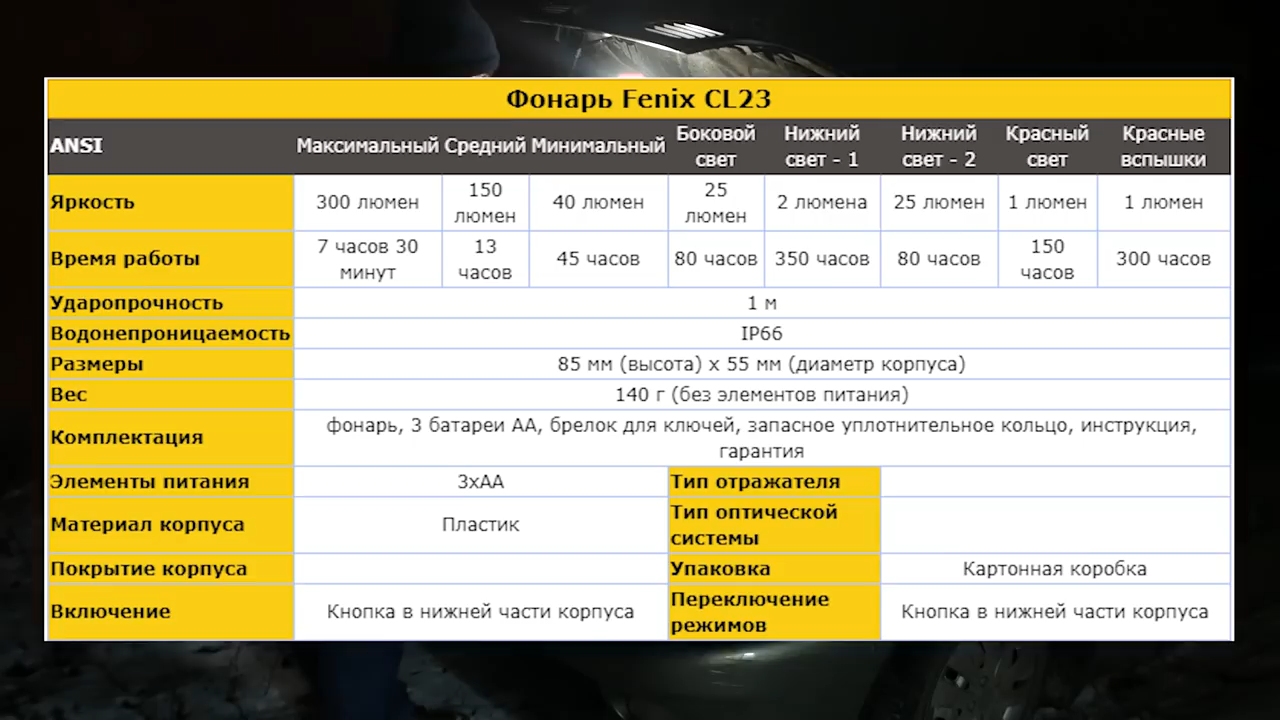 Фонарь Fenix CL23
ANSI Максимальный Средний Минимальный Боковой свет Нижний свет - 1 Нижний свет - 2 Красный свет Красные вспышки
Яркость 300 люмен 150 люмен 40 люмен 25 люмен 2 люмена 25 люмен 1 люмен 1 люмен
Время работы 7 часов 30 минут 13 часов 45 часов 80 часов 350 часов 80 часов 150 часов 300 часов
Ударопрочность 1 м
Водонепроницаемость IP66
Размеры 85 мм (высота) x 55 мм (диаметр корпуса)
Вес 140 г (без элементов питания)
Комплектация фонарь, 3 батареи АА, брелок для ключей, запасное уплотнительное кольцо, инструкция, гарантия
Элементы питания 3xAA Тип отражателя
Материал корпуса Пластик Тип оптической системы
Покрытие корпуса Упаковка Картонная коробка
Включение Кнопка в нижней части корпуса Переключение режимов Кнопка в нижней части корпуса